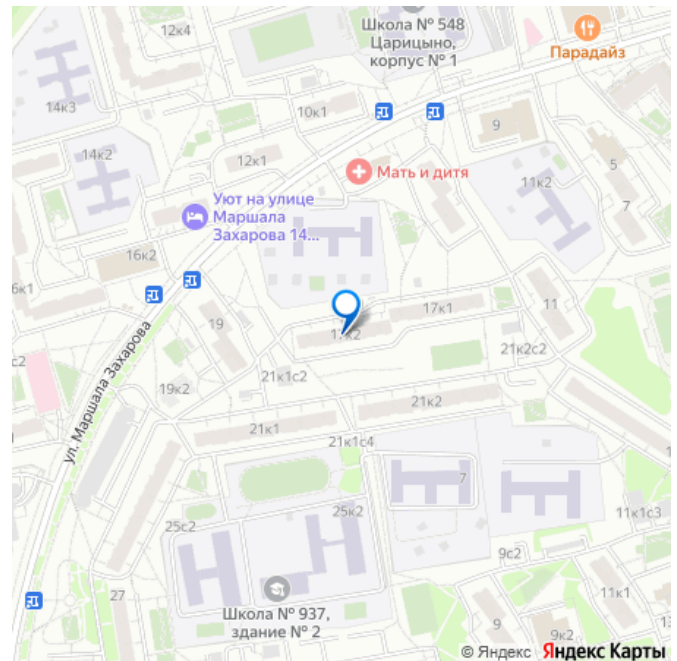 Школа № 548
Царицыно,
корпус № 1
12к4
Парадайз
14к3
10к1
9
14к2
12к1
5
Мать и дитя
11к2
7
Уют на улице
Маршала
Захарова 14...
16к2
6к1
17к1
11
19
17к2
21к2с2
с2
ул. Маршала Захарова
21к1с2
19к2
21к2
21к1
21к1с4
1
7
25к2
25с2
11к1с3
9с2
27
11к1
Школа № 937,
здание № 2
9
9к2
© Яндекс Яндекс Карты